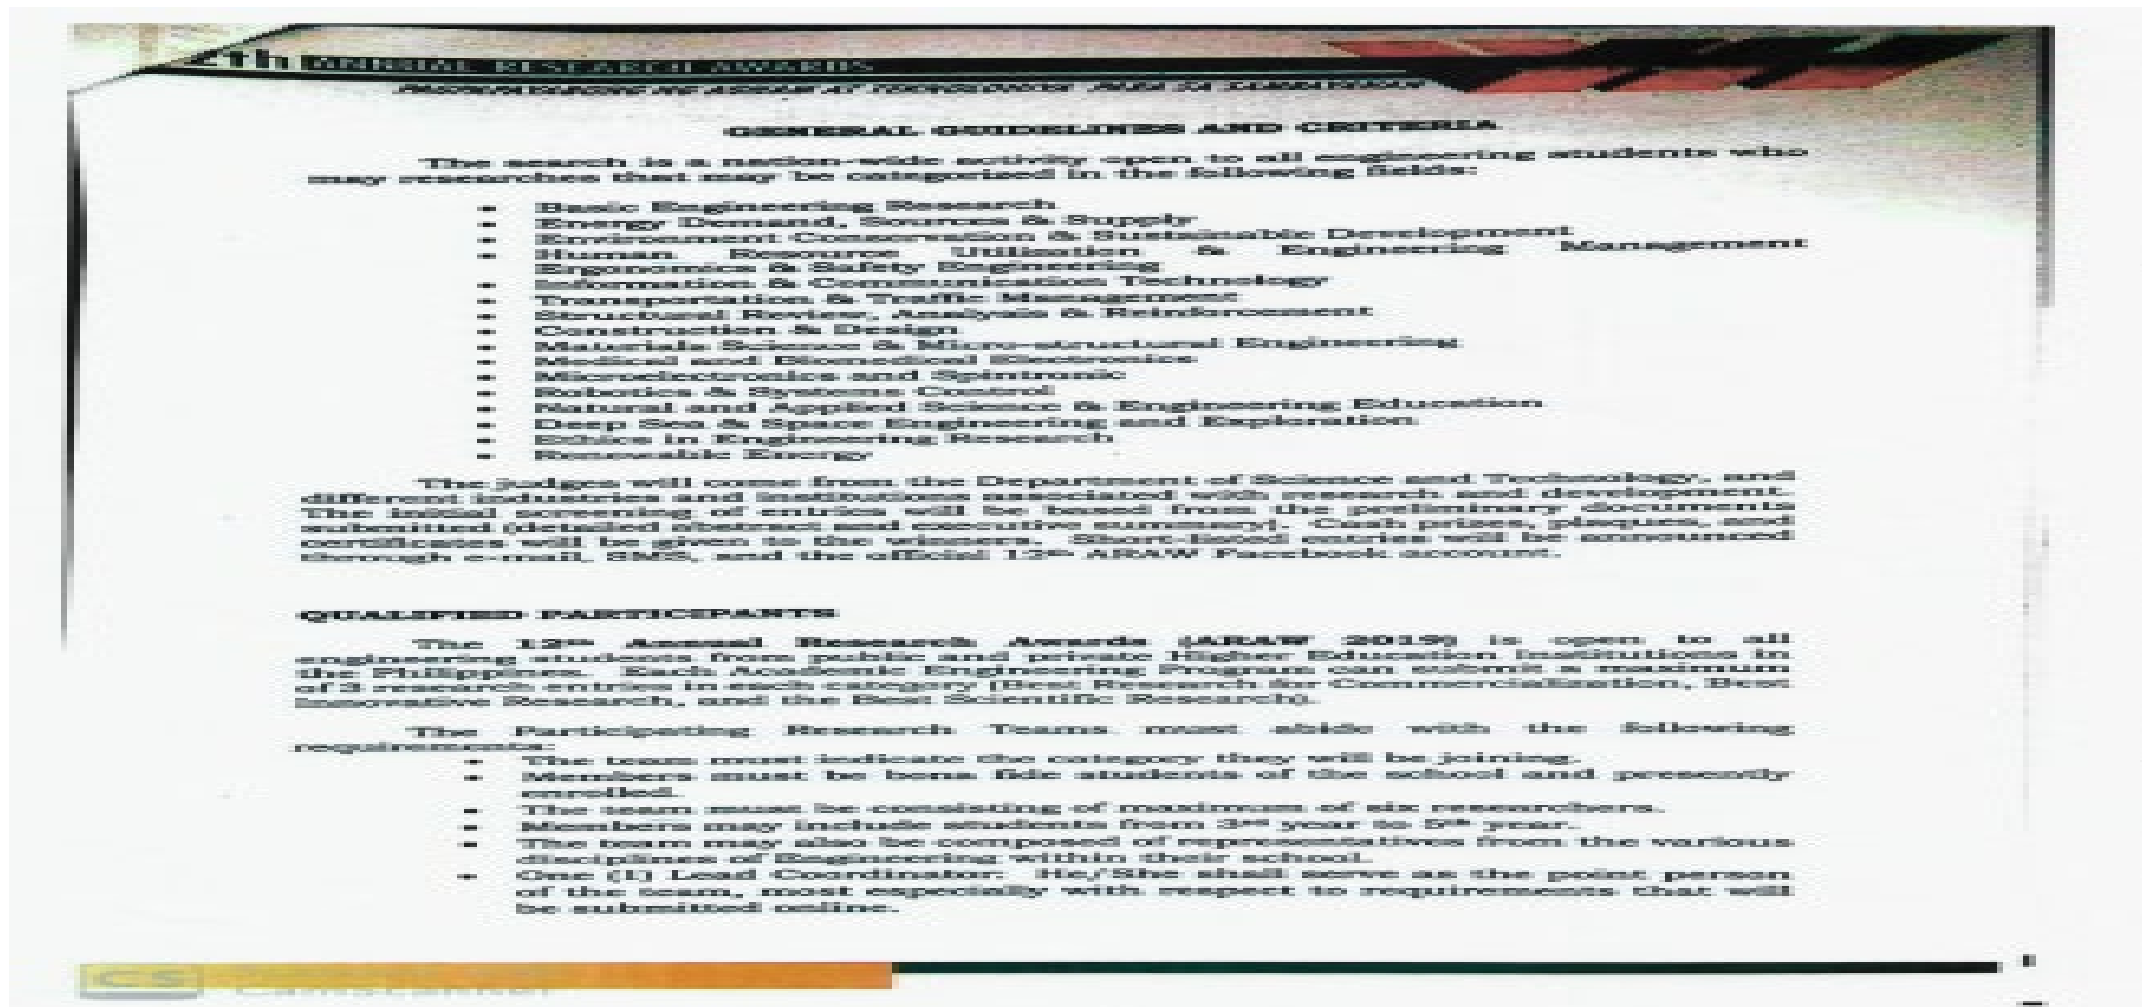 2th ANNUAL RESEARCH AWARDS
GENERAL GUIDELINES AND CRITERIA
The search is a nation-wide activity open to all engineering students who
may researches that may be categorized in the following fields:
▪ Basic Engineering Research
▪ Energy Demand, Sources & Supply
▪ Environment Conservation & Sustainable Development
▪ Human Resource Utilization & Engineering Management
Ergonomics & Safety Engineering
▪ Information & Communication Technology
▪ Transportation & Traffic Management
▪ Structural Review, Analysis & Reinforcement
▪ Construction & Design
▪ Materials Science & Micro-structural Engineering
▪ Medical and Biomedical Electronics
▪ Microelectronics and Spintronic
▪ Robotics & Systems Control
▪ Natural and Applied Science & Engineering Education
▪ Deep Sea & Space Engineering and Exploration
▪ Ethics in Engineering Research
▪ Renewable Energy
The judges will come from the Department of Science and Technology, and
different industries and institutions associated with research and development.
The initial screening of entries will be based from the preliminary documents
submitted (detailed abstract and executive summary). Cash prizes, plaques, and
certificates will be given to the winners. Short-listed entries will be announced
through e-mail, SMS, and the official 12th ARAW Facebook account.
QUALIFIED PARTICIPANTS
The 12th Annual Research Awards (ARAW 2019) is open to all
engineering students from public and private Higher Education Institutions in
the Philippines. Each Academic Engineering Program can submit a maximum
of 3 research entries in each category (Best Research for Commercialization, Best
Innovative Research, and the Best Scientific Research).
The Participating Research Teams must abide with the following
requirements:
▪ The team must indicate the category they will be joining.
▪ Members must be bona fide students of the school and presently
enrolled.
▪ The team must be consisting of maximum of six researchers.
▪ Members may include students from 3rd year to 5th year.
▪ The team may also be composed of representatives from the various
disciplines of Engineering within their school.
▪ One (1) Lead Coordinator. He/She shall serve as the point person
of the team, most especially with respect to requirements that will
be submitted online.
CS
CamScanner